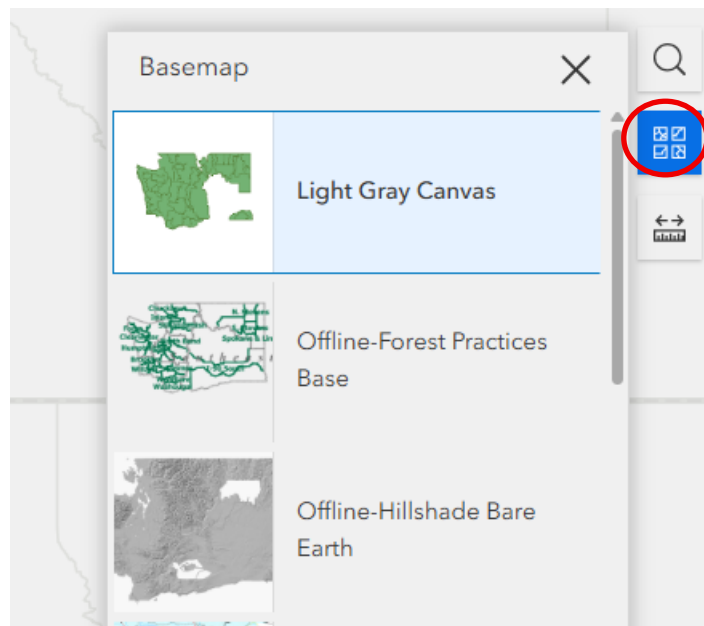 Basemap
Light Gray Canvas
Offline-Forest Practices
Base
Offline-Hillshade Bare
Earth